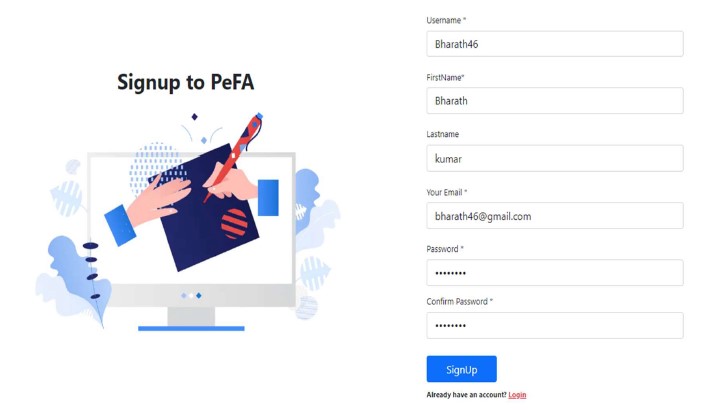 Signup to PeFA
Username *
Bharath46
FirstName*
Bharath
Lastname
kumar
Your Email *
bharath46@gmail.com
Password *
••••••••
Confirm Password *
••••••••
SignUp
Already have an account? Login